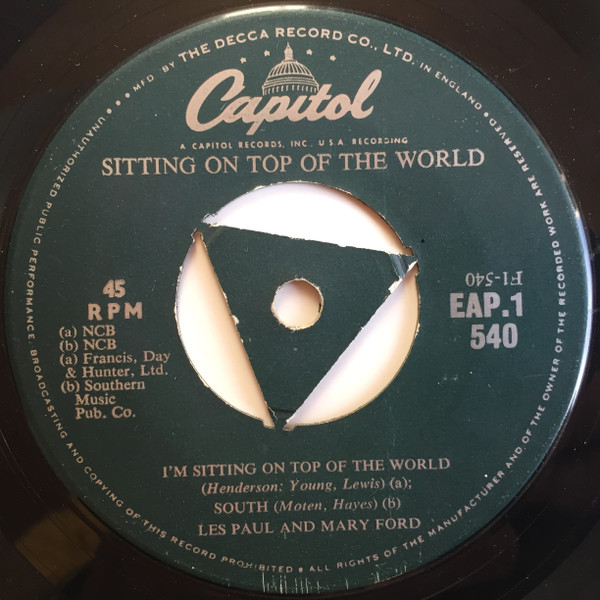 MFD. BY THE DECCA RECORD CO., LTD. IN ENGLAND
Capitol
A CAPITOL RECORDS, INC. U.S.A. RECORDING
SITTING ON TOP OF THE WORLD
45
RPM
(a) NCB
(b) NCB
(a) Francis, Day
& Hunter, Ltd.
(b) Southern
Music
Pub. Co.
F1-540
EAP.1
540
I'M SITTING ON TOP OF THE WORLD
(Henderson: Young, Lewis) (a);
SOUTH (Moten, Hayes) (b)
LES PAUL AND MARY FORD
UNAUTHORIZED PUBLIC PERFORMANCE, BROADCASTING AND COPYING OF THIS RECORD PROHIBITED • ALL RIGHTS OF THE MANUFACTURER AND OF THE OWNER OF THE RECORDED WORK ARE RESERVED